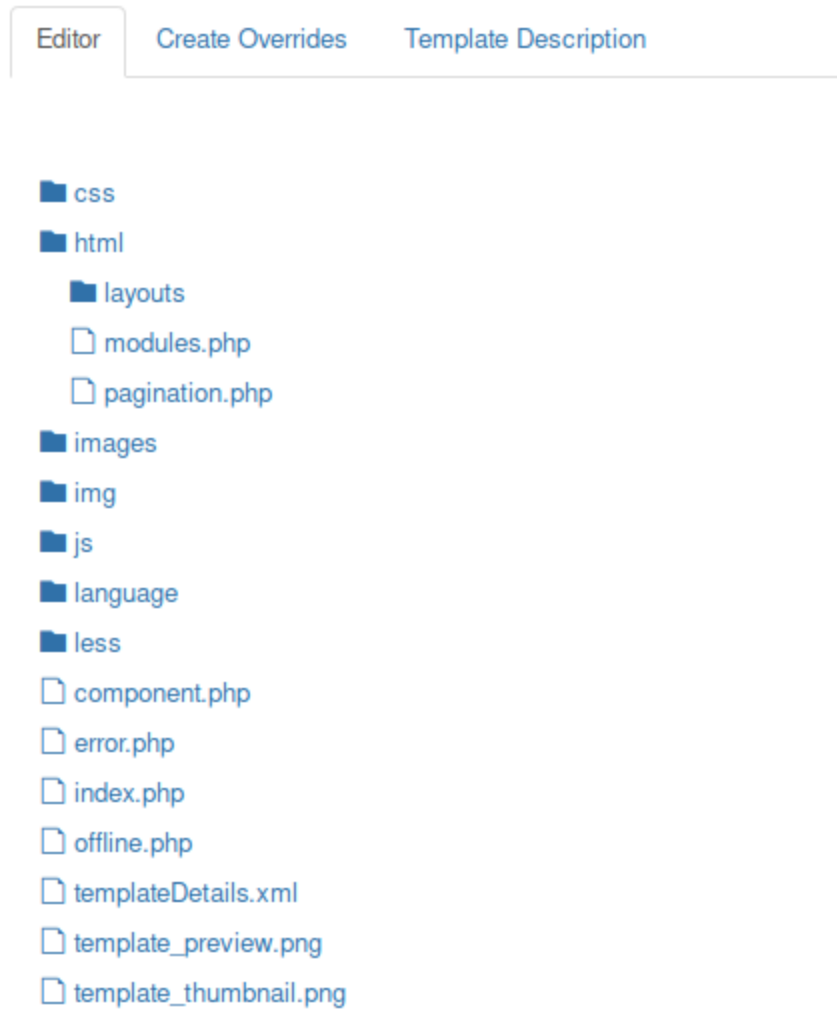 Editor Create Overrides Template Description
css
html
layouts
modules.php
pagination.php
images
img
js
language
less
component.php
error.php
index.php
offline.php
templateDetails.xml
template_preview.png
template_thumbnail.png